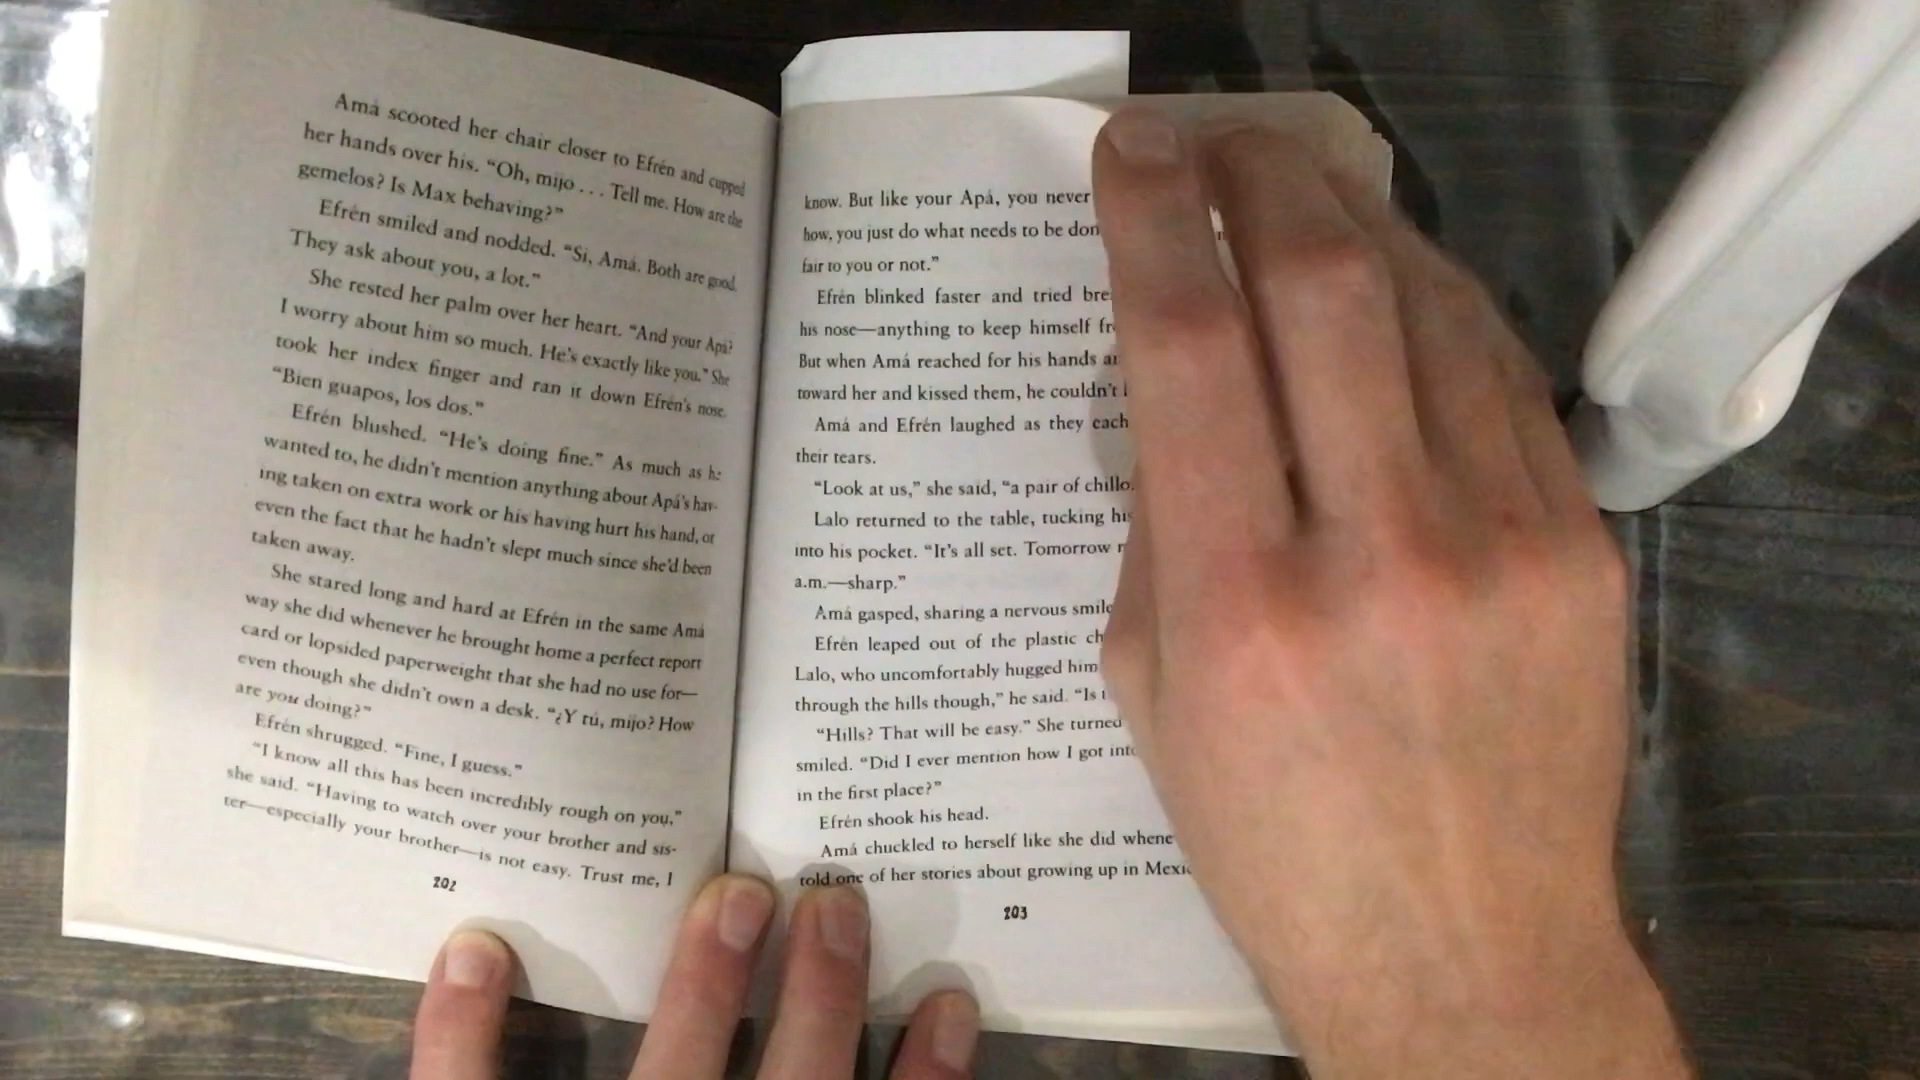 Amá scooted her chair closer to Efrén and cupped
her hands over his. “Oh, mijo . . . Tell me. How are the
gemelos? Is Max behaving?”
Efrén smiled and nodded. “Sí, Amá. Both are good.
They ask about you, a lot.”
She rested her palm over her heart. “And your Apá?
I worry about him so much. He’s exactly like you.” She
took her index finger and ran it down Efrén’s nose.
“Bien guapos, los dos.”
Efrén blushed. “He’s doing fine.” As much as he
wanted to, he didn’t mention anything about Apá’s hav-
ing taken on extra work or his having hurt his hand, or
even the fact that he hadn’t slept much since she’d been
taken away.
She stared long and hard at Efrén in the same Amá
way she did whenever he brought home a perfect report
card or lopsided paperweight that she had no use for—
even though she didn’t own a desk. “¿Y tú, mijo? How
are you doing?”
Efrén shrugged. “Fine, I guess.”
“I know all this has been incredibly rough on you,”
she said. “Having to watch over your brother and sis-
ter—especially your brother—is not easy. Trust me, I
202
know. But like your Apá, you never
how, you just do what needs to be
fair to you or not.”
Efrén blinked faster and tried
his nose—anything to keep himself
But when Amá reached for his hands
toward her and kissed them, he couldn’t
Amá and Efrén laughed as they each
their tears.
“Look at us,” she said, “a pair of
Lalo returned to the table, tucking his
into his pocket. “It’s all set. Tomorrow
a.m.—sharp.”
Amá gasped, sharing a nervous smile
Efrén leaped out of the plastic
Lalo, who uncomfortably hugged him
through the hills though,” he said. “Is
“Hills? That will be easy.” She turned
smiled. “Did I ever mention how I got
in the first place?”
Efrén shook his head.
Amá chuckled to herself like she did
told one of her stories about growing up in
203